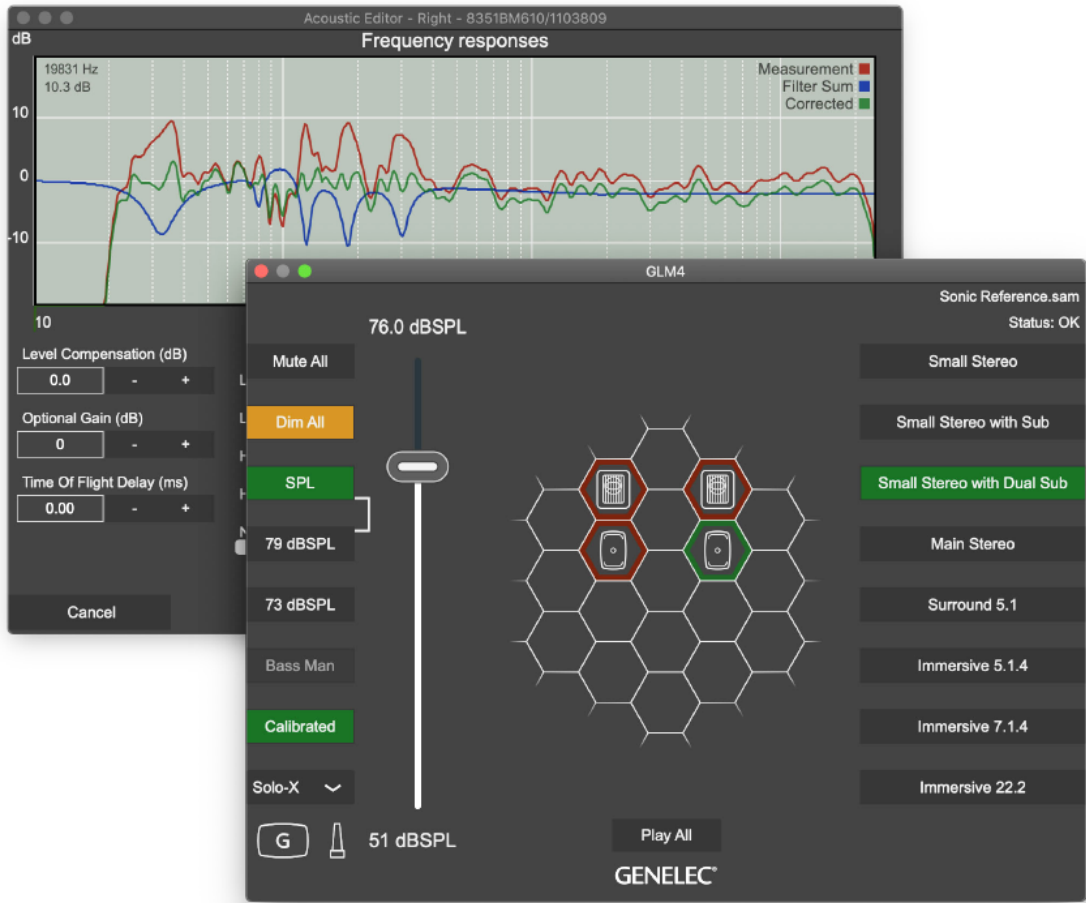 Acoustic Editor - Right - 8351BM610/1103809
dB
Frequency responses
19831 Hz
10.3 dB
Measurement
Filter Sum
Corrected
10
0
-10
10
Level Compensation (dB)
0.0 - +
Optional Gain (dB)
0 - +
Time Of Flight Delay (ms)
0.00 - +
Cancel
GLM4
Sonic Reference.sam
Status: OK
76.0 dBSPL
Mute All
Dim All
SPL
79 dBSPL
73 dBSPL
Bass Man
Calibrated
Solo-X
G
51 dBSPL
Small Stereo
Small Stereo with Sub
Small Stereo with Dual Sub
Main Stereo
Surround 5.1
Immersive 5.1.4
Immersive 7.1.4
Immersive 22.2
Play All
GENELEC®